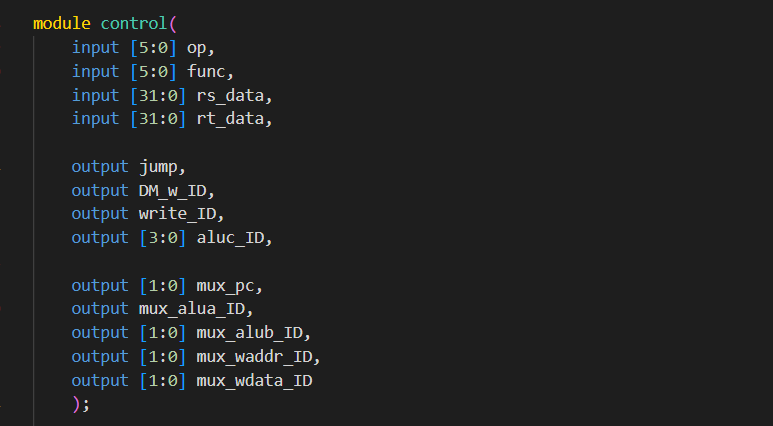 module control(
input [5:0] op,
input [5:0] func,
input [31:0] rs_data,
input [31:0] rt_data,
output jump,
output DM_w_ID,
output write_ID,
output [3:0] aluc_ID,
output [1:0] mux_pc,
output mux_alua_ID,
output [1:0] mux_alub_ID,
output [1:0] mux_waddr_ID,
output [1:0] mux_wdata_ID
);